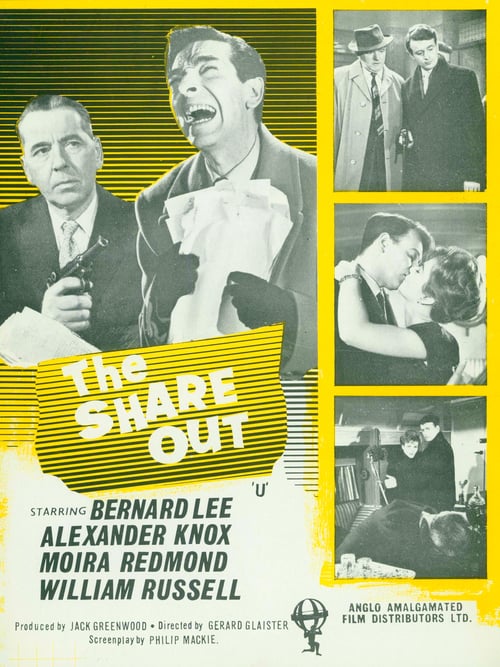 The
SHARE
OUT
'U'
STARRING BERNARD LEE
ALEXANDER KNOX
MOIRA REDMOND
WILLIAM RUSSELL
Produced by JACK GREENWOOD • Directed by GERARD GLAISTER
Screenplay by PHILIP MACKIE.
ANGLO AMALGAMATED
FILM DISTRIBUTORS LTD.